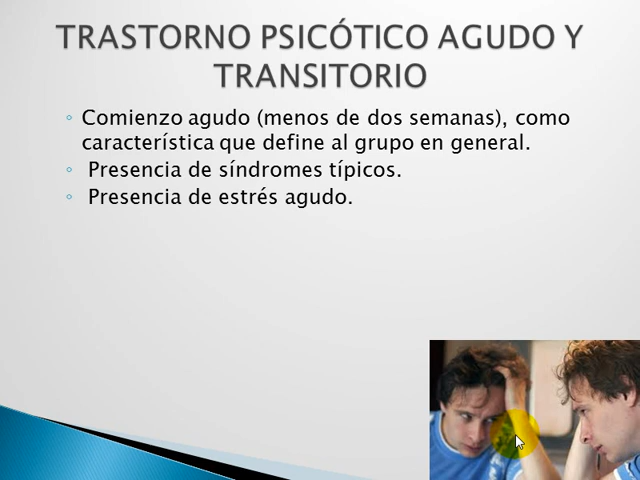 TRASTORNO PSICÓTICO AGUDO Y
TRANSITORIO
Comienzo agudo (menos de dos semanas), como
característica que define al grupo en general.
Presencia de síndromes típicos.
Presencia de estrés agudo.